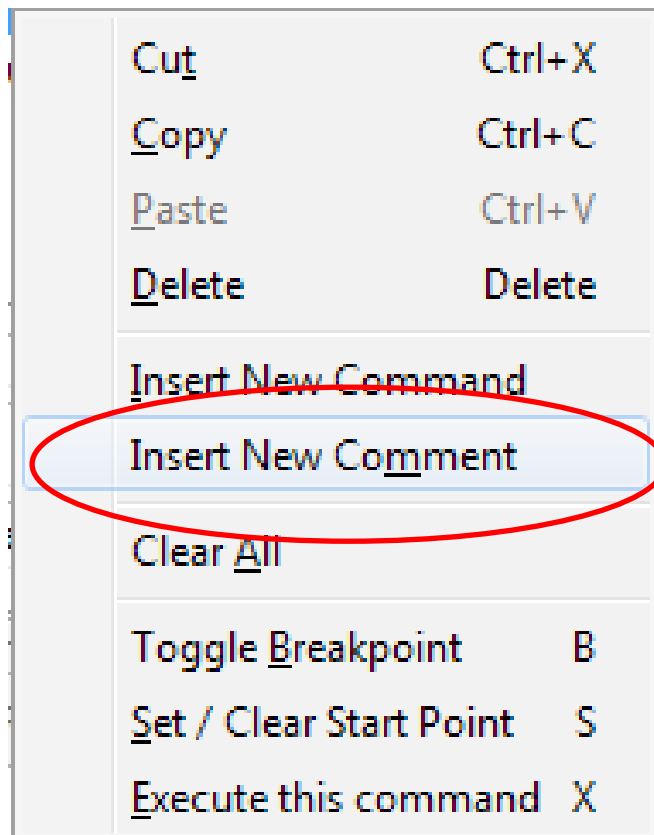 Cut Ctrl+X
Copy Ctrl+C
Paste Ctrl+V
Delete Delete
Insert New Command
Insert New Comment
Clear All
Toggle Breakpoint B
Set / Clear Start Point S
Execute this command X